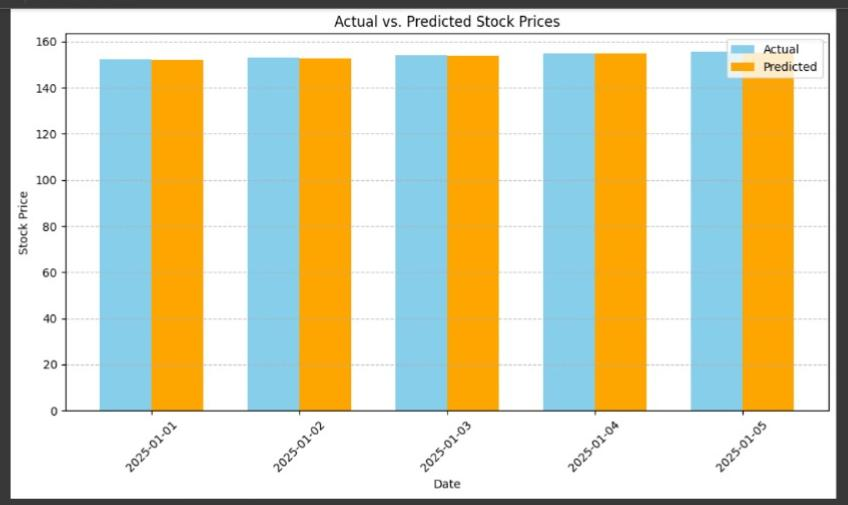 Actual vs. Predicted Stock Prices
Actual
Predicted
Stock Price
160
140
120
100
80
60
40
20
0
2025-01-01
2025-01-02
2025-01-03
2025-01-04
2025-01-05
Date